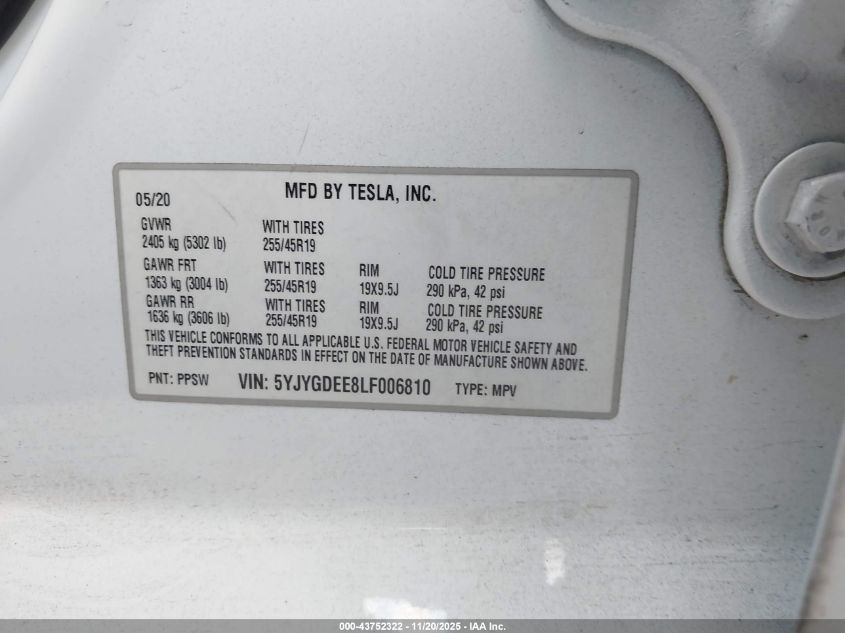 05/20 MFD BY TESLA, INC.
GVWR WITH TIRES
2405 kg (5302 lb) 255/45R19
GAWR FRT WITH TIRES RIM COLD TIRE PRESSURE
1363 kg (3004 lb) 255/45R19 19X9.5J 290 kPa, 42 psi
GAWR RR WITH TIRES RIM COLD TIRE PRESSURE
1636 kg (3606 lb) 255/45R19 19X9.5J 290 kPa, 42 psi
THIS VEHICLE CONFORMS TO ALL APPLICABLE U.S. FEDERAL MOTOR VEHICLE SAFETY AND
THEFT PREVENTION STANDARDS IN EFFECT ON THE DATE OF MANUFACTURE SHOWN ABOVE.
PNT: PPSW VIN: 5YJYGDEE8LF006810 TYPE: MPV
000-43752322 - 11/20/2025 - IAA Inc.